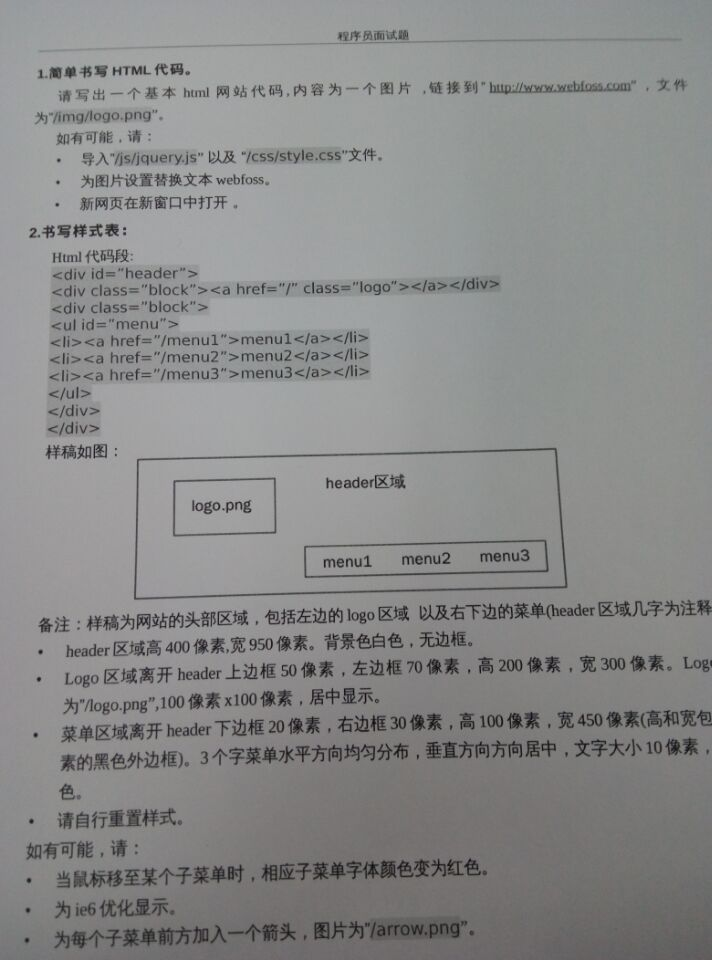 程序员面试题
1.简单书写 HTML 代码。
请写出一个基本 html 网站代码,内容为一个图片 ,链接到" http://www.webfoss.com" ，文件
为"/img/logo.png"。
如有可能，请：
• 导入"/js/jquery.js" 以及 "/css/style.css"文件。
• 为图片设置替换文本 webfoss。
• 新网页在新窗口中打开 。
2.书写样式表：
Html 代码段:
<div id="header">
<div class="block"><a href="/" class="logo"></a></div>
<div class="block">
<ul id="menu">
<li><a href="/menu1">menu1</a></li>
<li><a href="/menu2">menu2</a></li>
<li><a href="/menu3">menu3</a></li>
</ul>
</div>
</div>
样稿如图：
header区域
logo.png
menu1 menu2 menu3
备注：样稿为网站的头部区域，包括左边的 logo 区域 以及右下边的菜单(header 区域几字为注释
• header 区域高 400 像素,宽 950 像素。背景色白色，无边框。
• Logo 区域离开 header 上边框 50 像素，左边框 70 像素，高 200 像素，宽 300 像素。Logo
为"/logo.png",100 像素 x100 像素，居中显示。
• 菜单区域离开 header 下边框 20 像素，右边框 30 像素，高 100 像素，宽 450 像素(高和宽包
素的黑色外边框)。3 个字菜单水平方向均匀分布，垂直方向方向居中，文字大小 10 像素，
色。
• 请自行重置样式。
如有可能，请：
• 当鼠标移至某个子菜单时，相应子菜单字体颜色变为红色。
• 为 ie6 优化显示。
• 为每个子菜单前方加入一个箭头，图片为"/arrow.png"。